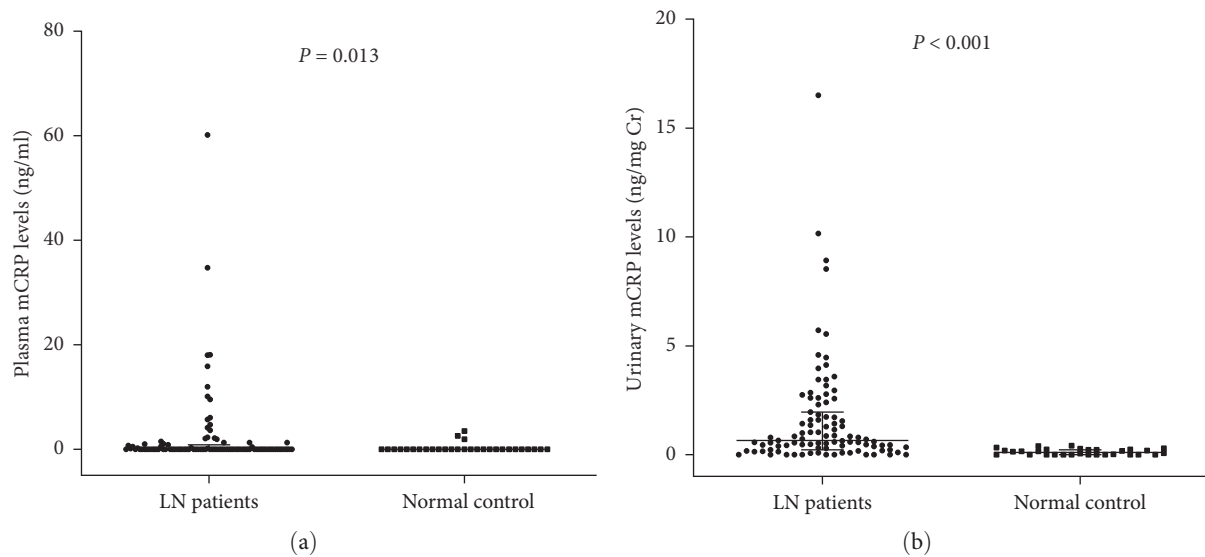 Plasma mCRP levels (ng/ml)
80
60
40
20
0
P = 0.013
LN patients
Normal control
(a)
Urinary mCRP levels (ng/mg Cr)
20
15
10
5
0
P < 0.001
LN patients
Normal control
(b)